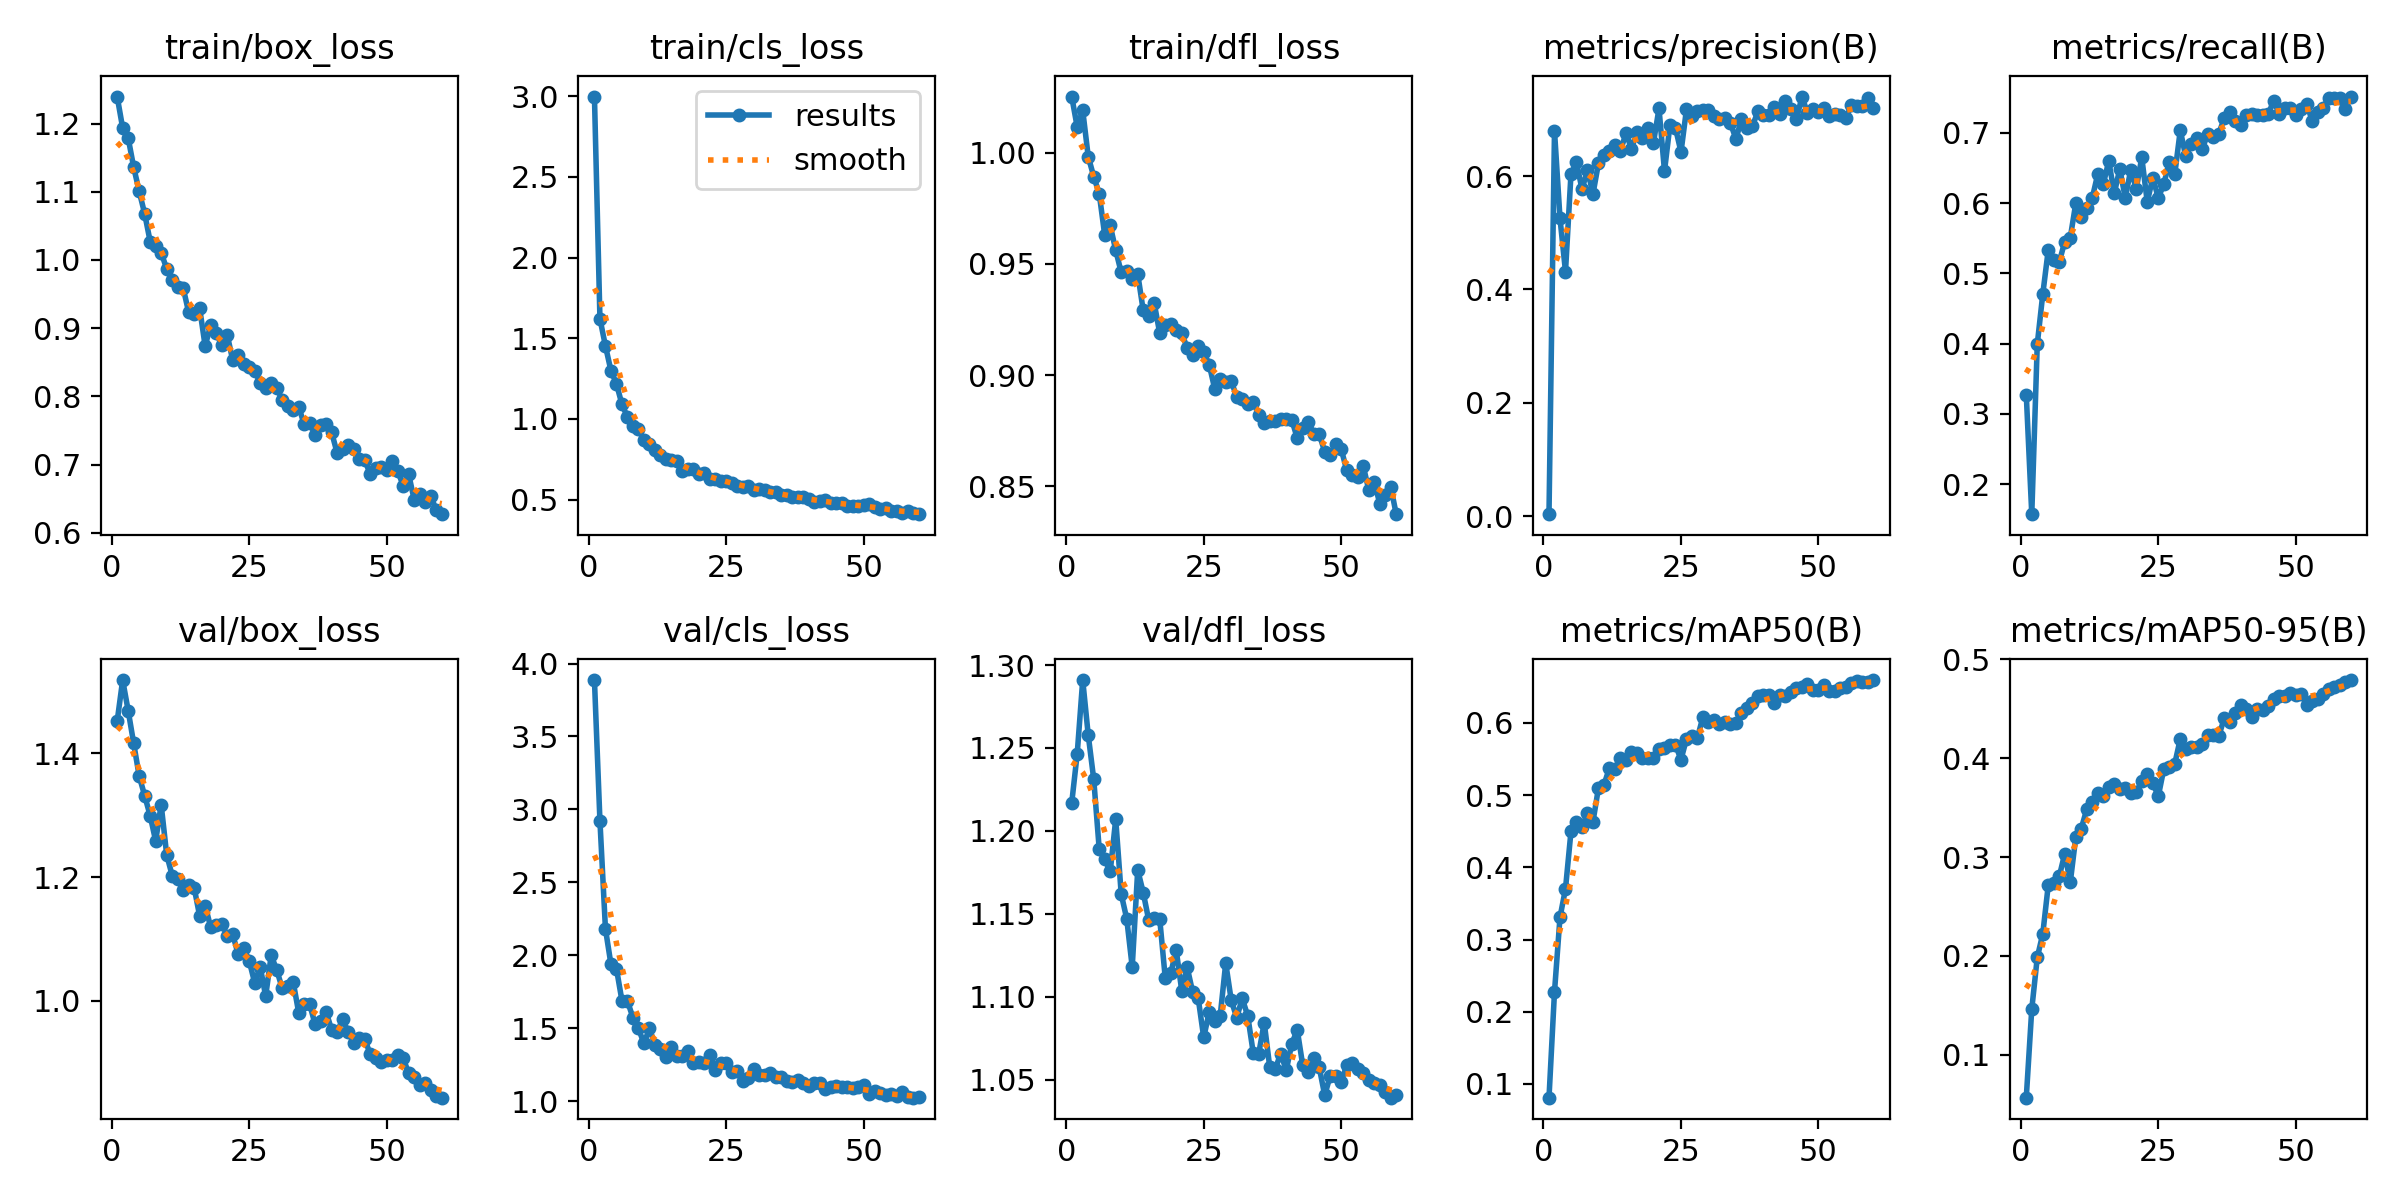 train/box_loss
1.2
1.1
1.0
0.9
0.8
0.7
0.6
0 25 50
train/cls_loss
results
smooth
3.0
2.5
2.0
1.5
1.0
0.5
0 25 50
train/dfl_loss
1.00
0.95
0.90
0.85
0 25 50
metrics/precision(B)
0.6
0.4
0.2
0.0
0 25 50
metrics/recall(B)
0.7
0.6
0.5
0.4
0.3
0.2
0 25 50
val/box_loss
1.4
1.2
1.0
0 25 50
val/cls_loss
4.0
3.5
3.0
2.5
2.0
1.5
1.0
0 25 50
val/dfl_loss
1.30
1.25
1.20
1.15
1.10
1.05
0 25 50
metrics/mAP50(B)
0.6
0.5
0.4
0.3
0.2
0.1
0 25 50
metrics/mAP50-95(B)
0.5
0.4
0.3
0.2
0.1
0 25 50